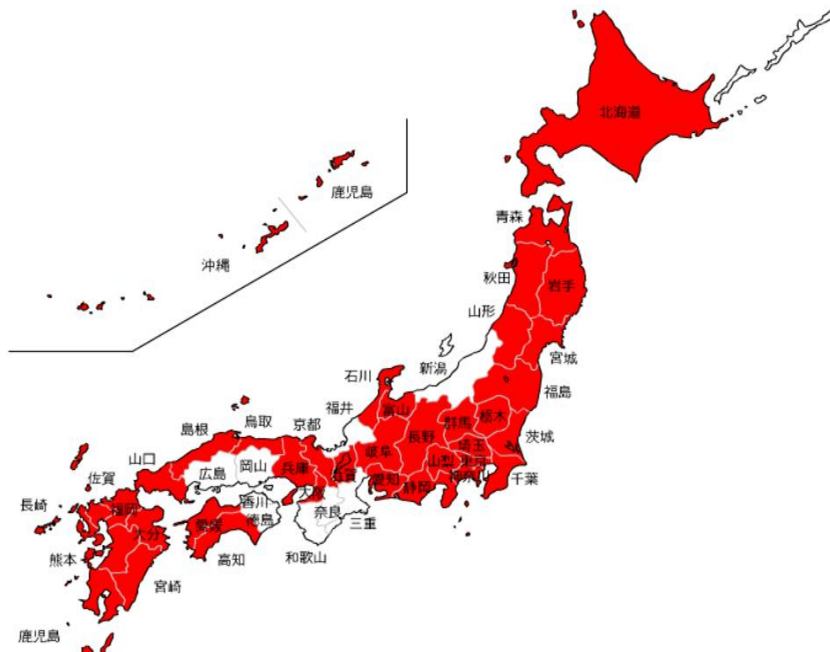 北海道
鹿児島
青森
沖縄
秋田
岩手
山形
宮城
新潟
石川
福島
福井
富山
群馬
栃木
島根
鳥取
京都
長野
茨城
埼玉
山口
岐阜
山梨
東京
佐賀
広島
岡山
兵庫
滋賀
神奈川
千葉
愛知
静岡
大阪
長崎
福岡
香川
奈良
三重
愛媛
徳島
大分
熊本
高知
和歌山
宮崎
鹿児島